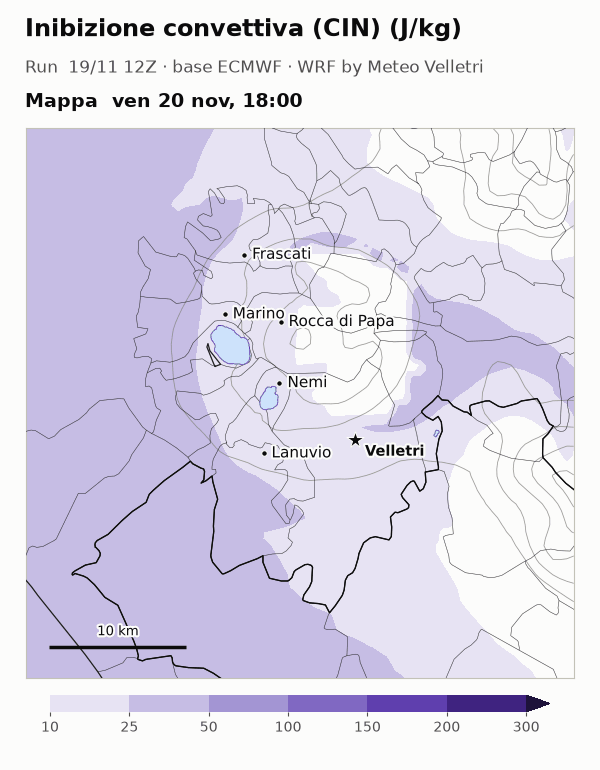 Inibizione convettiva (CIN) (J/kg)
Run  19/11 12Z · base ECMWF · WRF by Meteo Velletri
Mappa  ven 20 nov, 18:00
Frascati
Marino
Rocca di Papa
Nemi
Velletri
Lanuvio
10 km
10 25 50 100 150 200 300